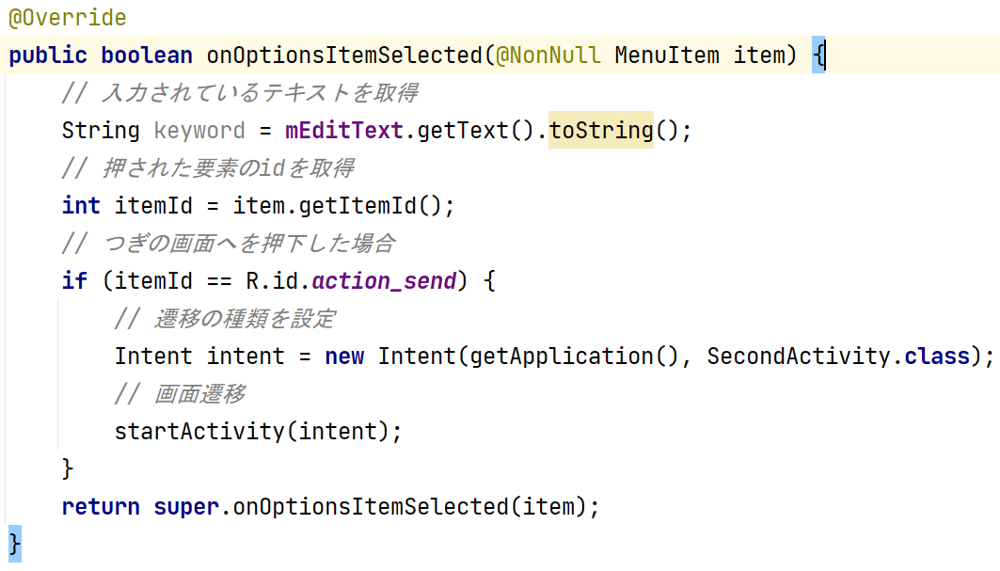 @Override
public boolean onOptionsItemSelected(@NonNull MenuItem item) {
    // 入力されているテキストを取得
    String keyword = mEditText.getText().toString();
    // 押された要素のidを取得
    int itemId = item.getItemId();
    // つぎの画面へを押下した場合
    if (itemId == R.id.action_send) {
        // 遷移の種類を設定
        Intent intent = new Intent(getApplication(), SecondActivity.class);
        // 画面遷移
        startActivity(intent);
    }
    return super.onOptionsItemSelected(item);
}